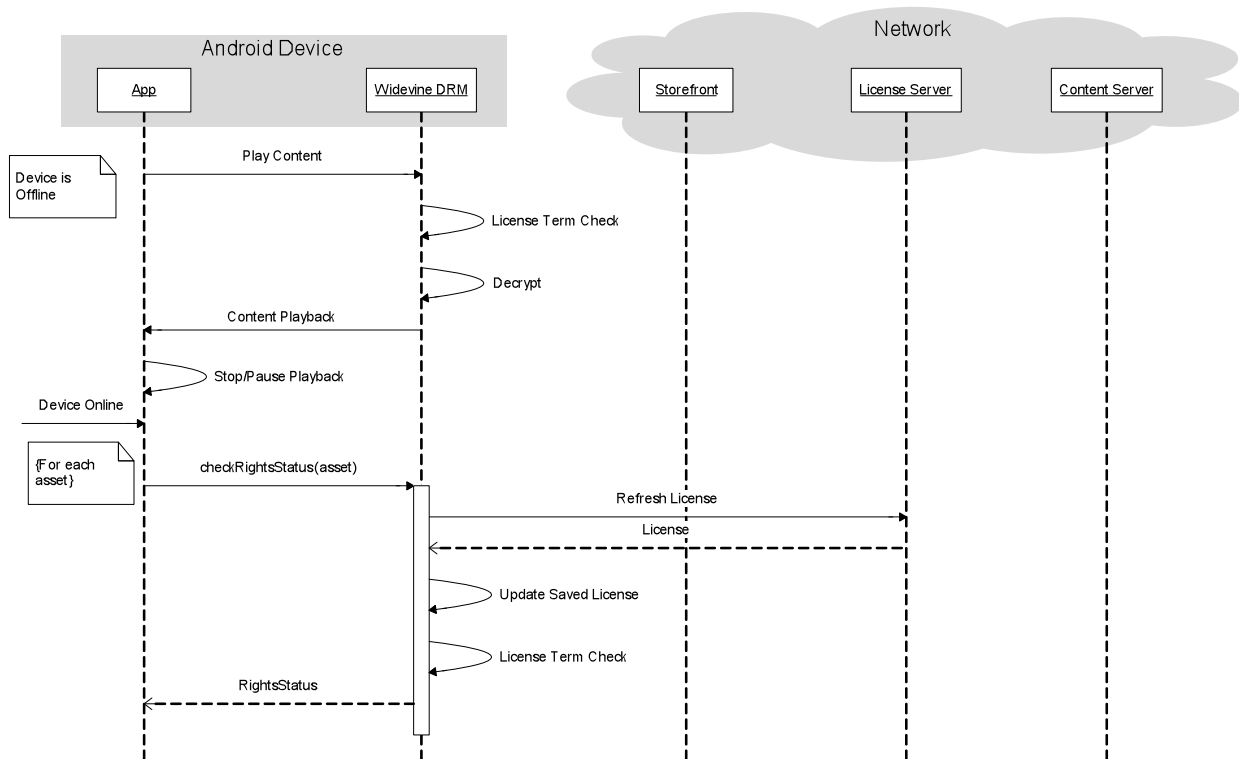 Android Device
Network
App
Widevine DRM
Storefront
License Server
Content Server
Play Content
Device is
Offline
License Term Check
Decrypt
Content Playback
Stop/Pause Playback
Device Online
{For each
asset}
checkRightsStatus(asset)
Refresh License
License
Update Saved License
License Term Check
RightsStatus